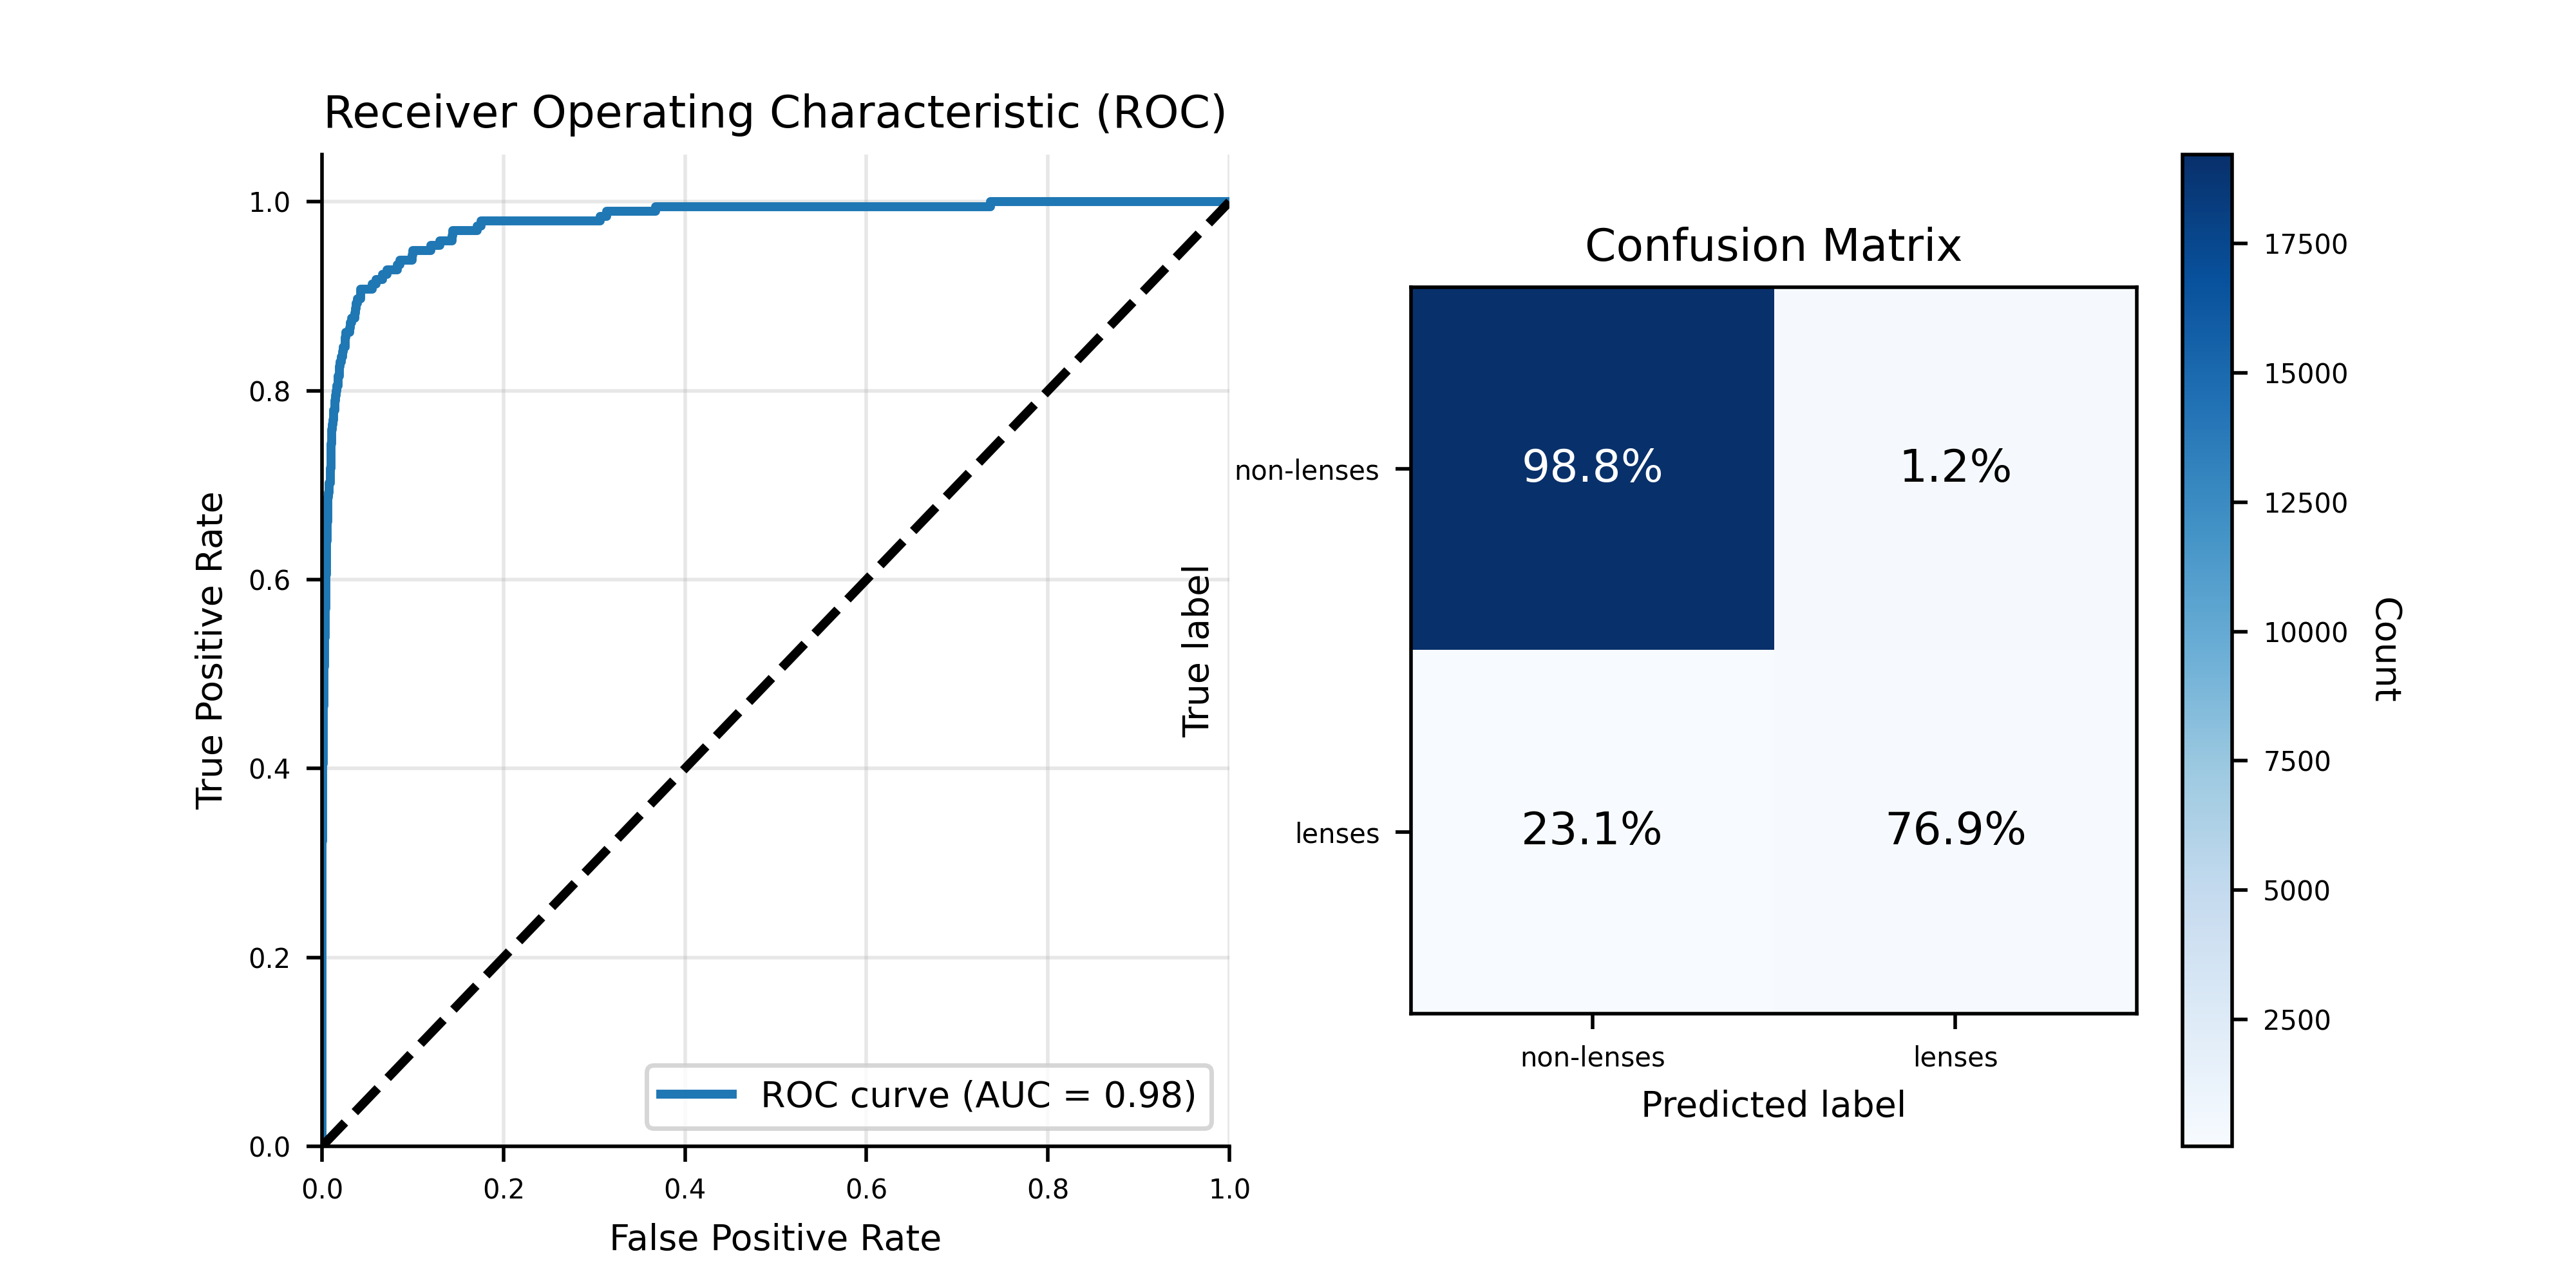 Receiver Operating Characteristic (ROC)
True Positive Rate
1.0
0.8
0.6
0.4
0.2
0.0
0.0 0.2 0.4 0.6 0.8 1.0
False Positive Rate
ROC curve (AUC = 0.98)
Confusion Matrix
True label
non-lenses
lenses
98.8% 1.2%
23.1% 76.9%
non-lenses lenses
Predicted label
17500
15000
12500
10000
7500
5000
2500
Count